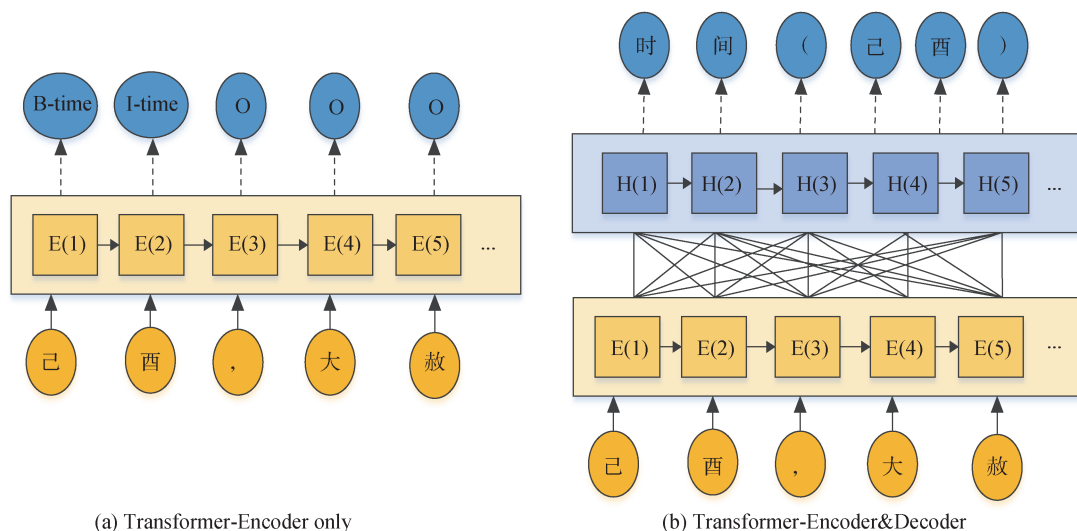 B-time I-time O O O
E(1) E(2) E(3) E(4) E(5) ...
己 酉 , 大 赦
(a) Transformer-Encoder only
时 间 ( 己 酉 )
H(1) H(2) H(3) H(4) H(5) ...
E(1) E(2) E(3) E(4) E(5) ...
己 酉 , 大 赦
(b) Transformer-Encoder&Decoder